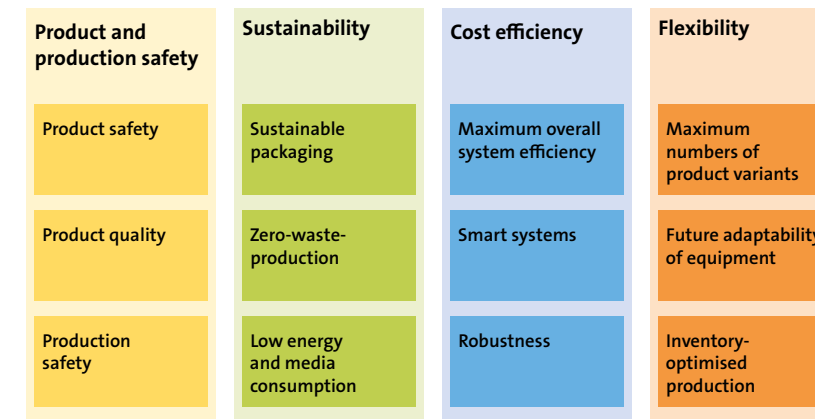 Product and
production safety
Product safety
Product quality
Production
safety
Sustainability
Sustainable
packaging
Zero-waste-
production
Low energy
and media
consumption
Cost efficiency
Maximum overall
system efficiency
Smart systems
Robustness
Flexibility
Maximum
numbers of
product variants
Future adaptability
of equipment
Inventory-
optimised
production